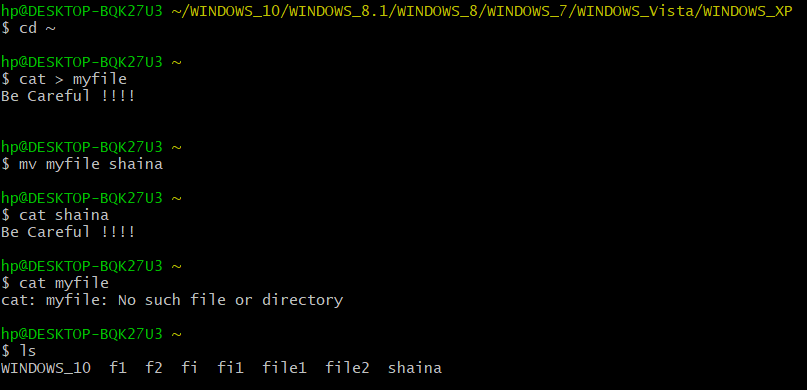 hp@DESKTOP-BQK27U3 ~/WINDOWS_10/WINDOWS_8.1/WINDOWS_8/WINDOWS_7/WINDOWS_Vista/WINDOWS_XP
$ cd ~
hp@DESKTOP-BQK27U3 ~
$ cat > myfile
Be Careful !!!!
hp@DESKTOP-BQK27U3 ~
$ mv myfile shaina
hp@DESKTOP-BQK27U3 ~
$ cat shaina
Be Careful !!!!
hp@DESKTOP-BQK27U3 ~
$ cat myfile
cat: myfile: No such file or directory
hp@DESKTOP-BQK27U3 ~
$ ls
WINDOWS_10  f1  f2  fi  fi1  file1  file2  shaina